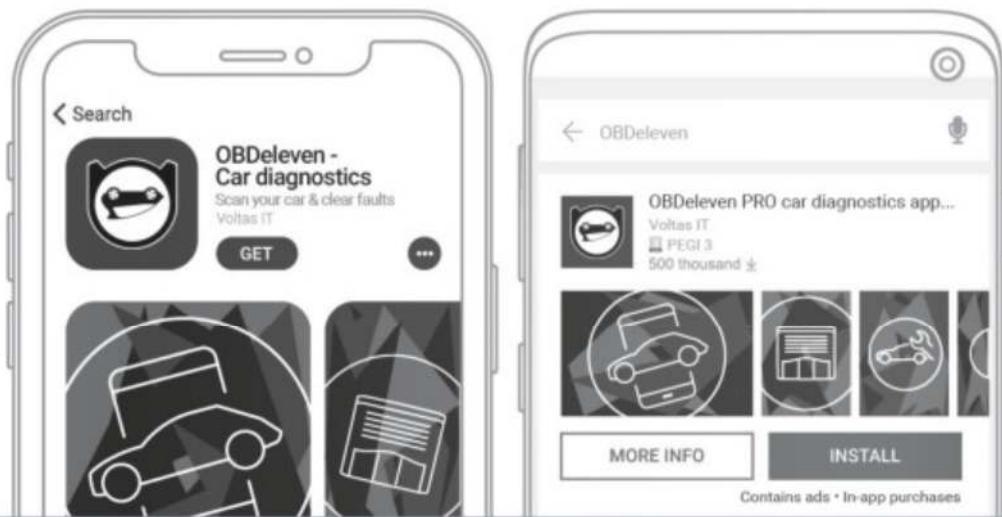 Search
OBDeleven -
Car diagnostics
Scan your car & clear faults
Voltas IT
GET
OBDeleven
OBDeleven PRO car diagnostics app...
Voltas IT
PEGI 3
500 thousand
MORE INFO
INSTALL
Contains ads • In-app purchases